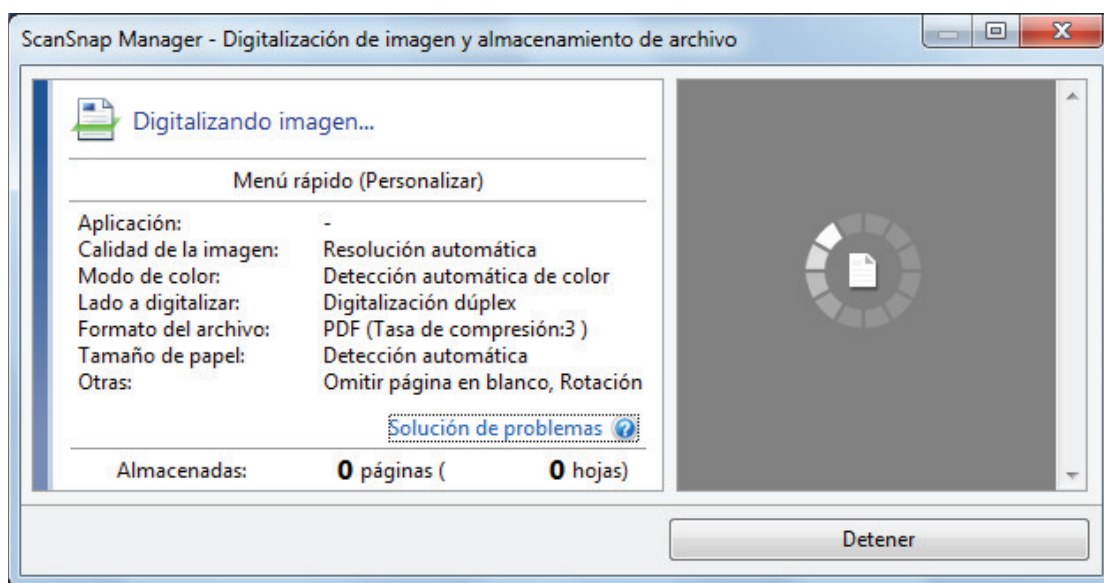 ScanSnap Manager - Digitalización de imagen y almacenamiento de archivo
Digitalizando imagen...
Menú rápido (Personalizar)
Aplicación: -
Calidad de la imagen: Resolución automática
Modo de color: Detección automática de color
Lado a digitalizar: Digitalización dúplex
Formato del archivo: PDF (Tasa de compresión:3 )
Tamaño de papel: Detección automática
Otras: Omitir página en blanco, Rotación
Solución de problemas
Almacenadas: 0 páginas ( 0 hojas)
Detener